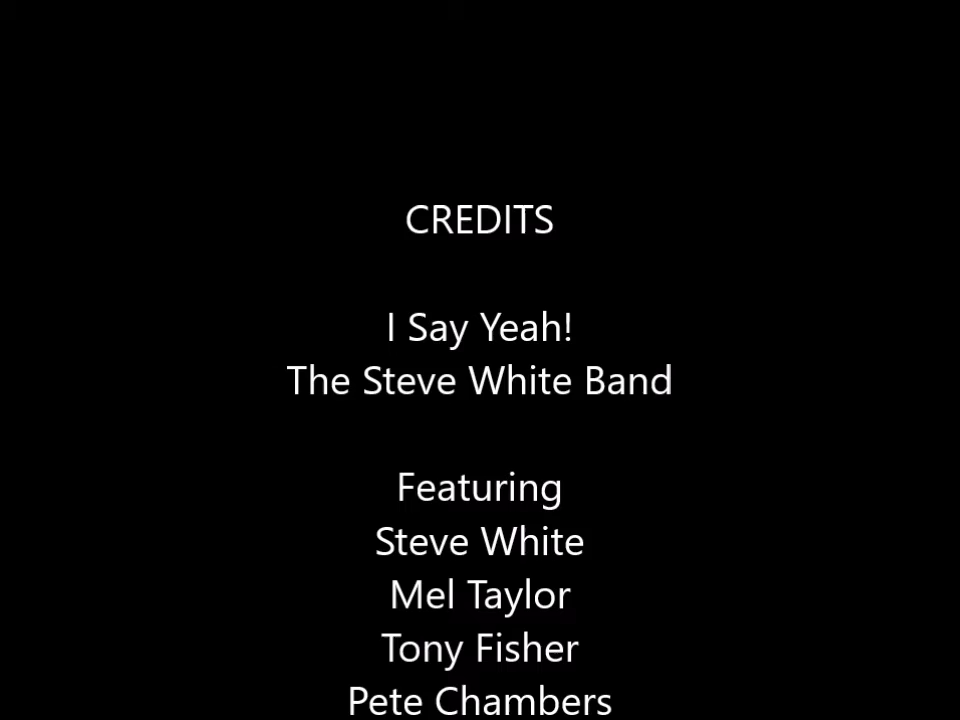 CREDITS
I Say Yeah!
The Steve White Band
Featuring
Steve White
Mel Taylor
Tony Fisher
Pete Chambers